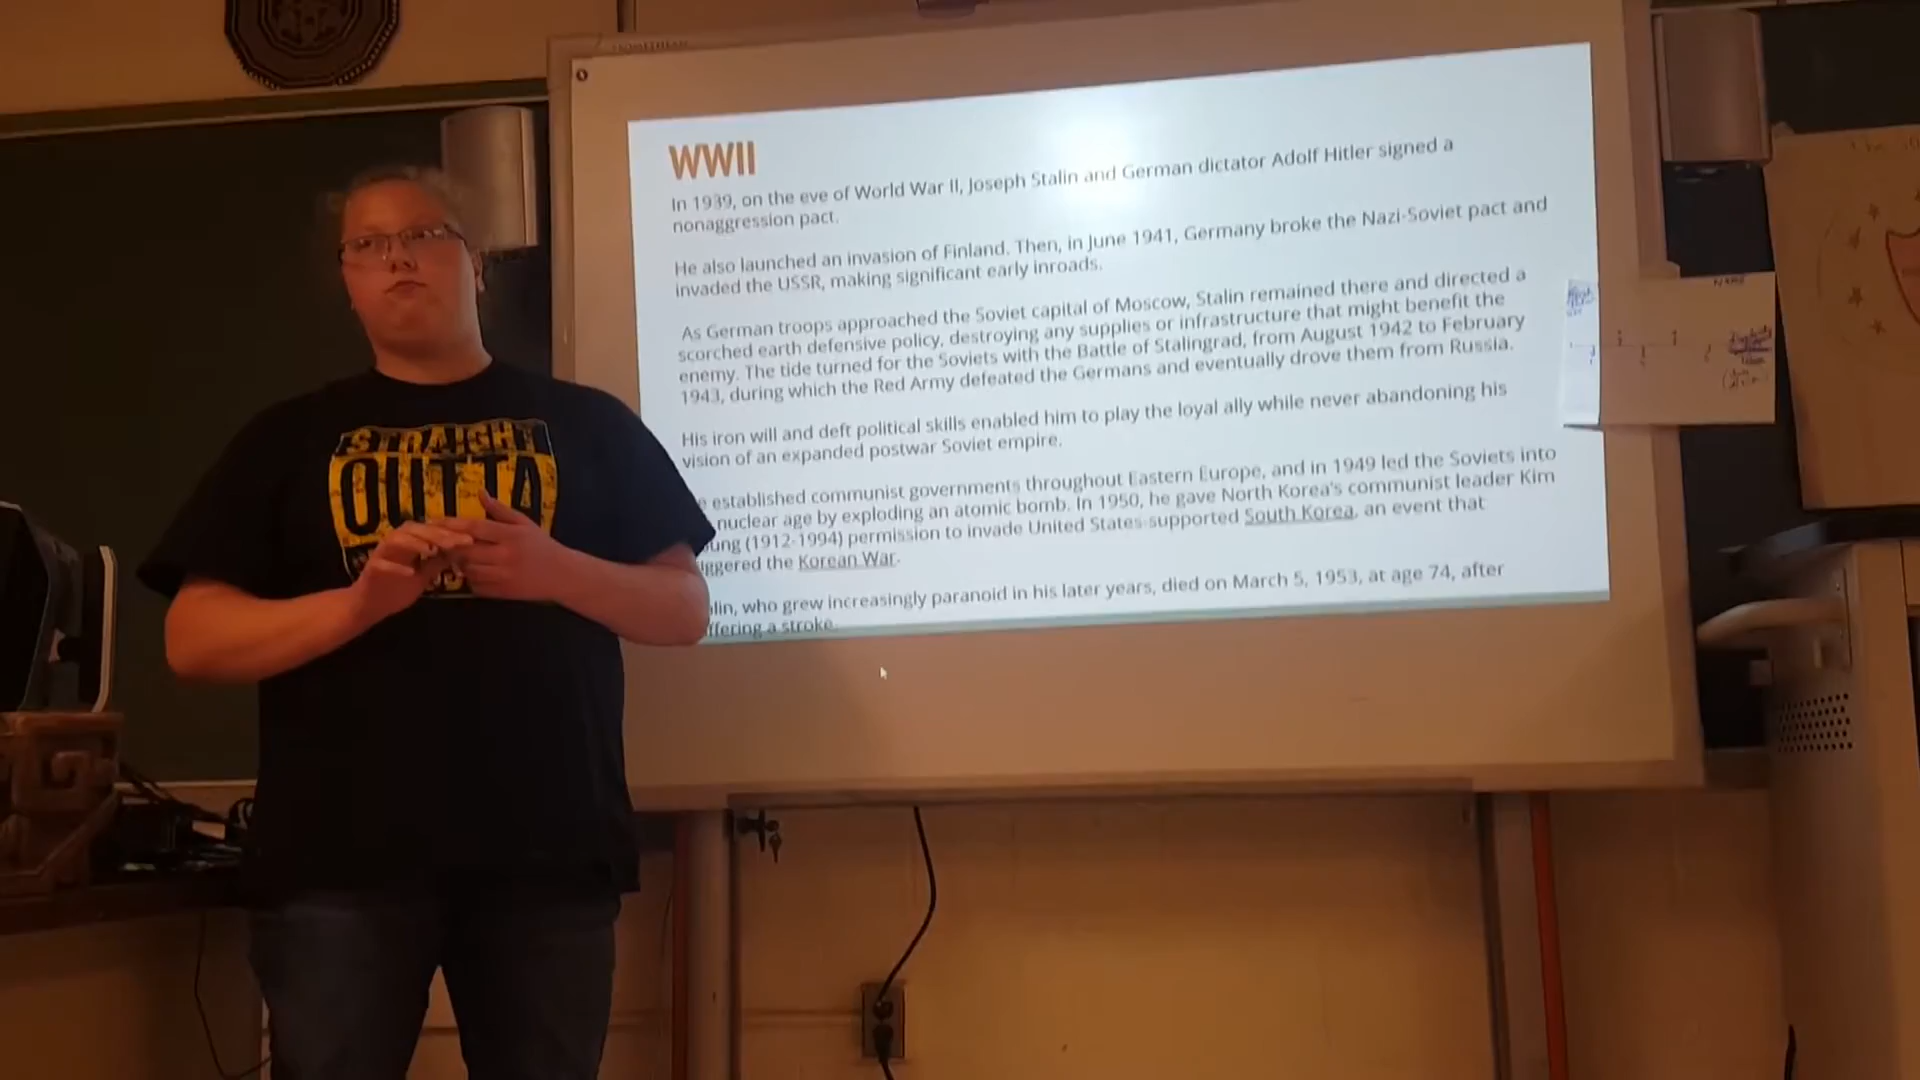 WWII
In 1939, on the eve of World War II, Joseph Stalin and German dictator Adolf Hitler signed a
nonaggression pact.
He also launched an invasion of Finland. Then, in June 1941, Germany broke the Nazi-Soviet pact and
invaded the USSR, making significant early inroads.
As German troops approached the Soviet capital of Moscow, Stalin remained there and directed a
scorched earth defensive policy, destroying any supplies or infrastructure that might benefit the
enemy. The tide turned for the Soviets with the Battle of Stalingrad, from August 1942 to February
1943, during which the Red Army defeated the Germans and eventually drove them from Russia.
His iron will and deft political skills enabled him to play the loyal ally while never abandoning his
vision of an expanded postwar Soviet empire.
e established communist governments throughout Eastern Europe, and in 1949 led the Soviets into
nuclear age by exploding an atomic bomb. In 1950, he gave North Korea's communist leader Kim
ung (1912-1994) permission to invade United States-supported South Korea, an event that
iggered the Korean War.
lin, who grew increasingly paranoid in his later years, died on March 5, 1953, at age 74, after
ffering a stroke.
STRAIGHT
OUTTA